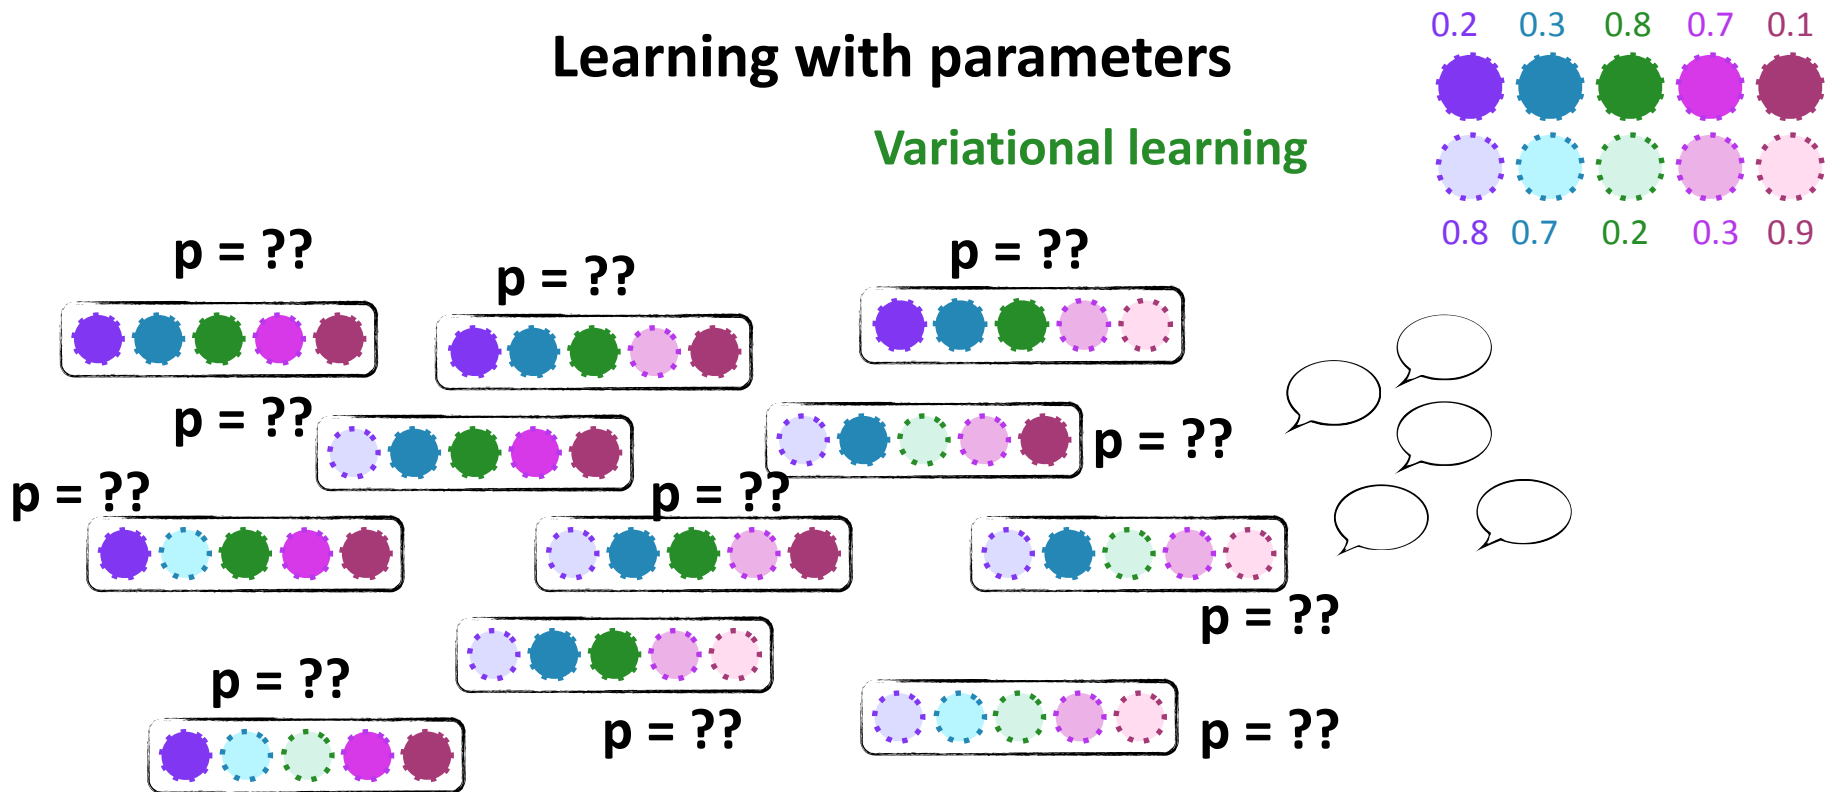 Learning with parameters
Variational learning
0.2 0.3 0.8 0.7 0.1
0.8 0.7 0.2 0.3 0.9
p = ??
p = ??
p = ??
p = ??
p = ??
p = ??
p = ??
p = ??
p = ??
p = ??
p = ??